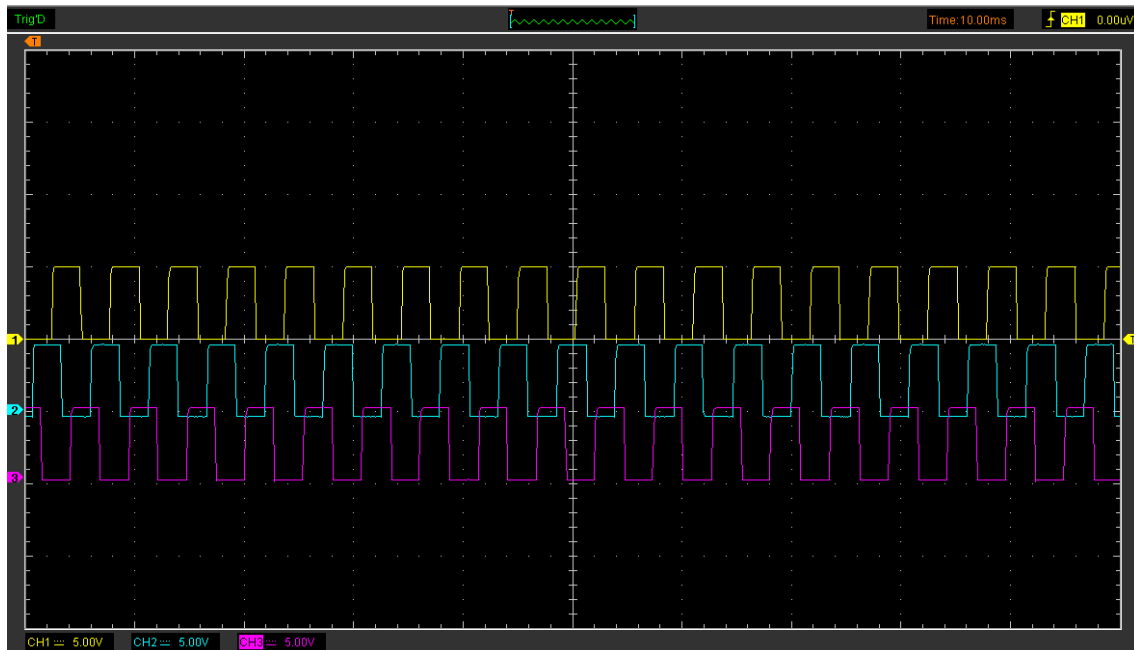 Trig'D T Time:10.00ms CH1 0.00uV
T
1 T
2
3
CH1 5.00V CH2 5.00V CH3 5.00V